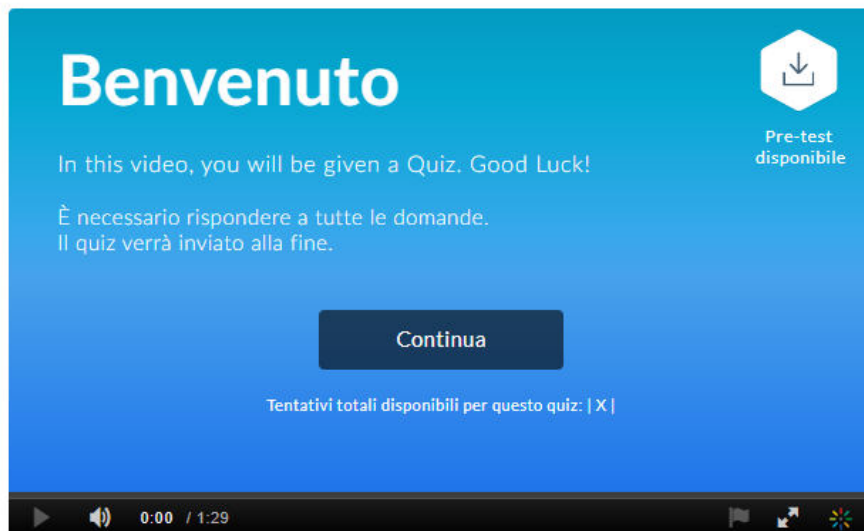 Benvenuto
Pre-test
disponibile
In this video, you will be given a Quiz. Good Luck!
È necessario rispondere a tutte le domande.
Il quiz verrà inviato alla fine.
Continua
Tentativi totali disponibili per questo quiz: | X |
0:00 / 1:29